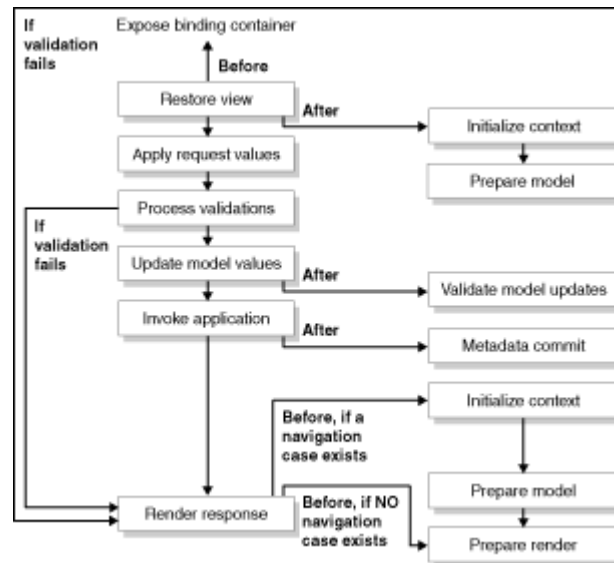 If
validation
fails
Expose binding container
Before
Restore view
After
Initialize context
Apply request values
Prepare model
Process validations
If
validation
fails
Update model values
After
Validate model updates
Invoke application
After
Metadata commit
Initialize context
Before, if a
navigation
case exists
Prepare model
Render response
Before, if NO
navigation
case exists
Prepare render